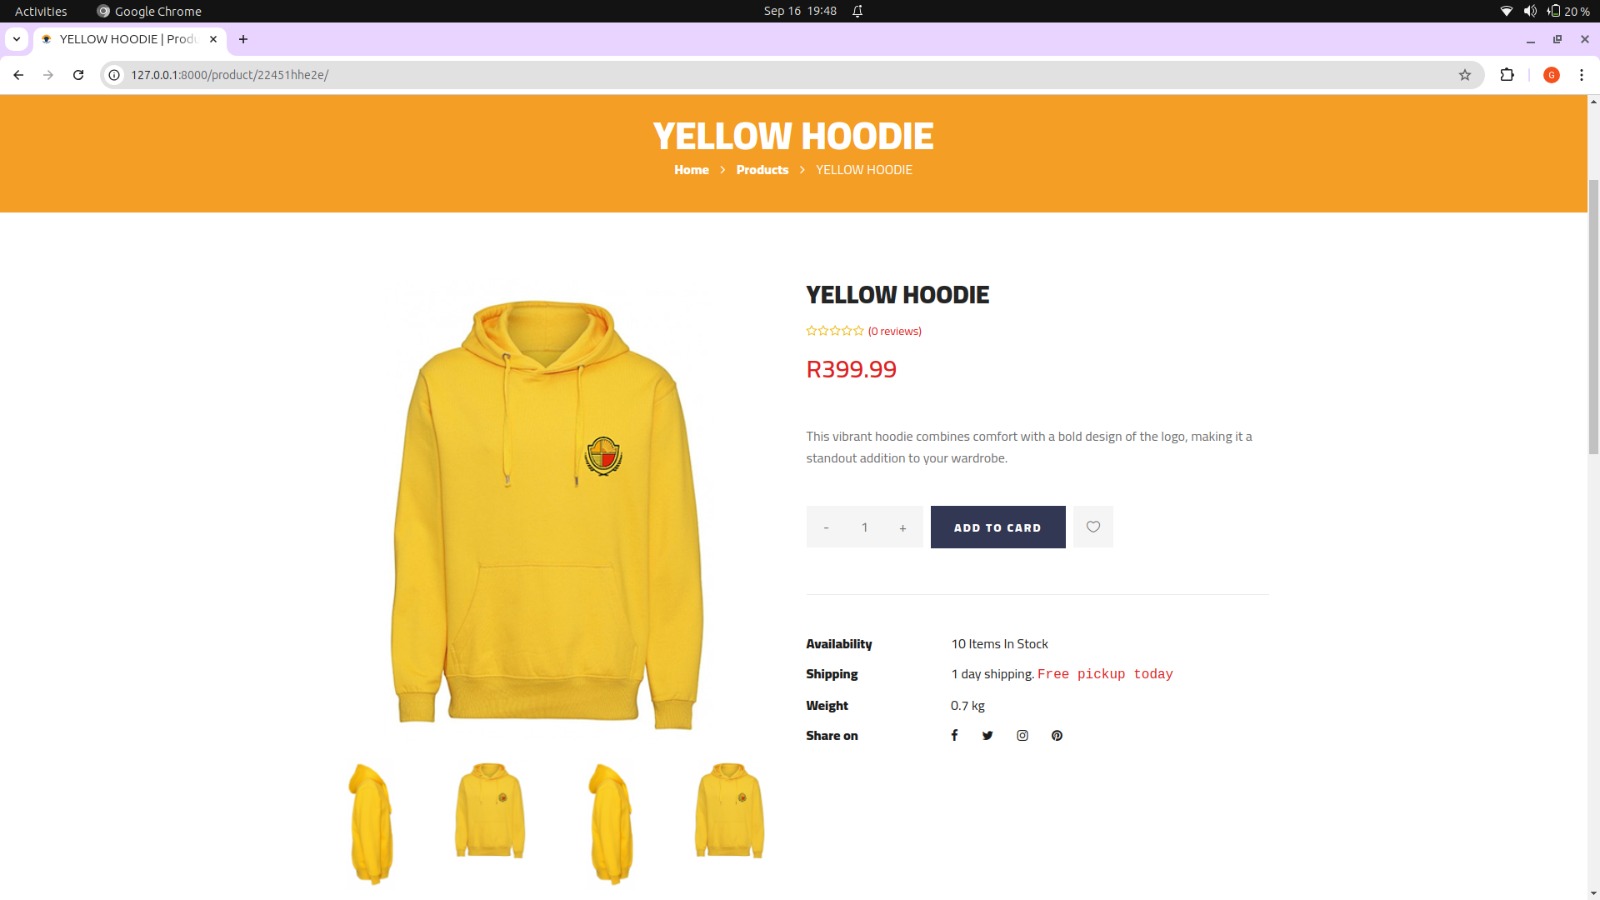 Activities
Google Chrome
Sep 16 19:48
20 %
YELLOW HOODIE | Produ
127.0.0.1:8000/product/22451hhe2e/
G
YELLOW HOODIE
Home > Products > YELLOW HOODIE
YELLOW HOODIE
(0 reviews)
R399.99
This vibrant hoodie combines comfort with a bold design of the logo, making it a
standout addition to your wardrobe.
- 1 +
ADD TO CARD
Availability 10 Items In Stock
Shipping 1 day shipping. Free pickup today
Weight 0.7 kg
Share on